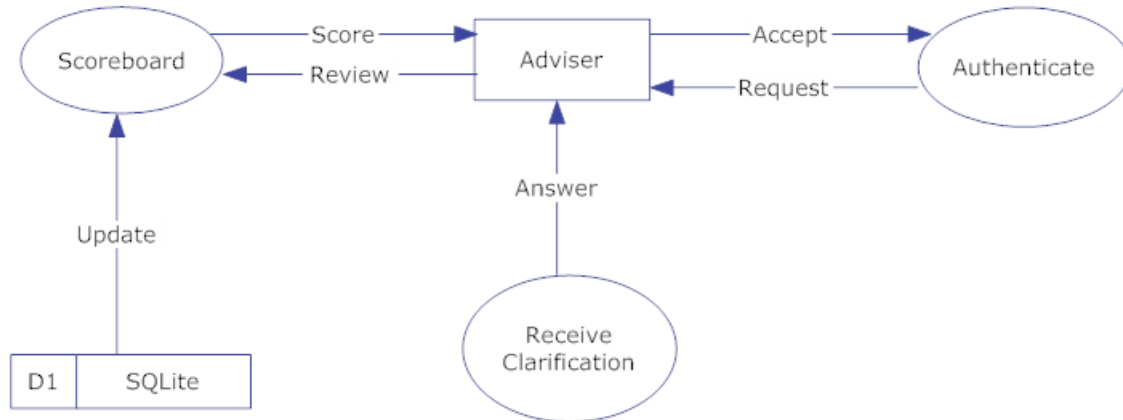 Score
Accept
Scoreboard
Adviser
Authenticate
Review
Request
Answer
Update
Receive
Clarification
D1
SQLite